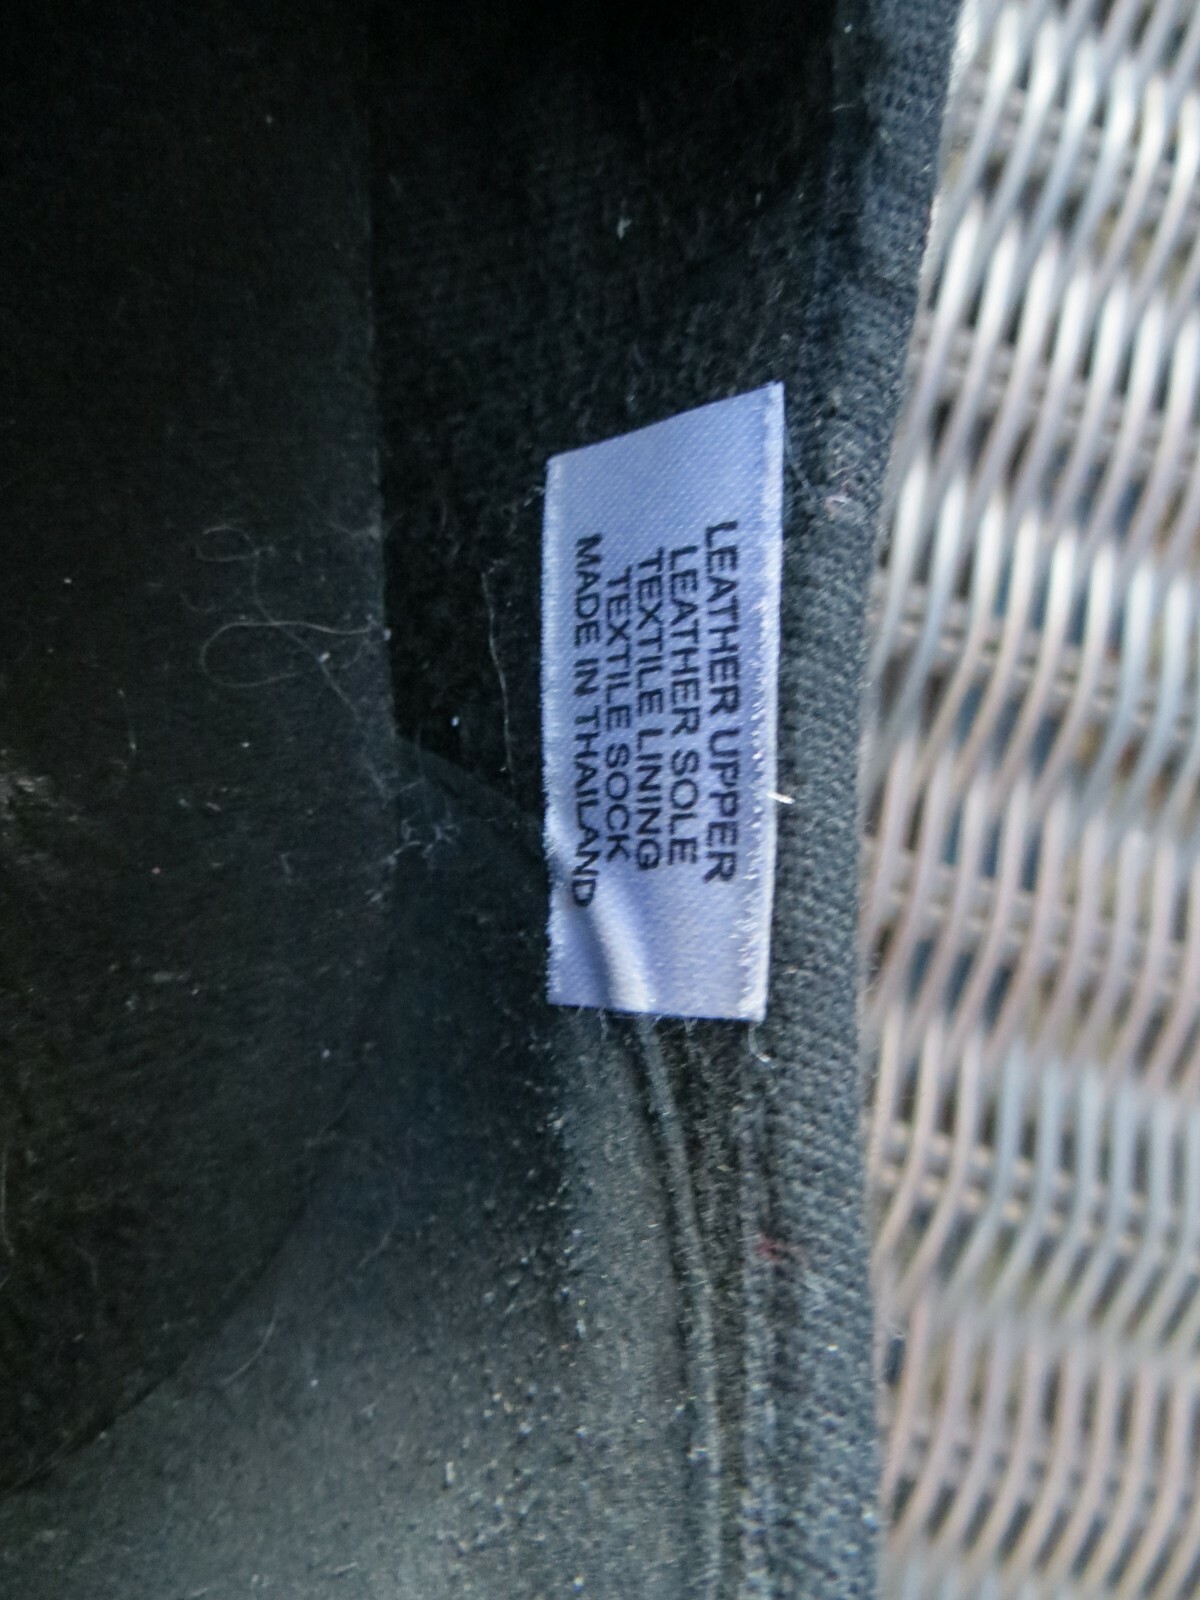 LEATHER UPPER
LEATHER SOLE
TEXTILE LINING
TEXTILE SOCK
MADE IN THAILAND